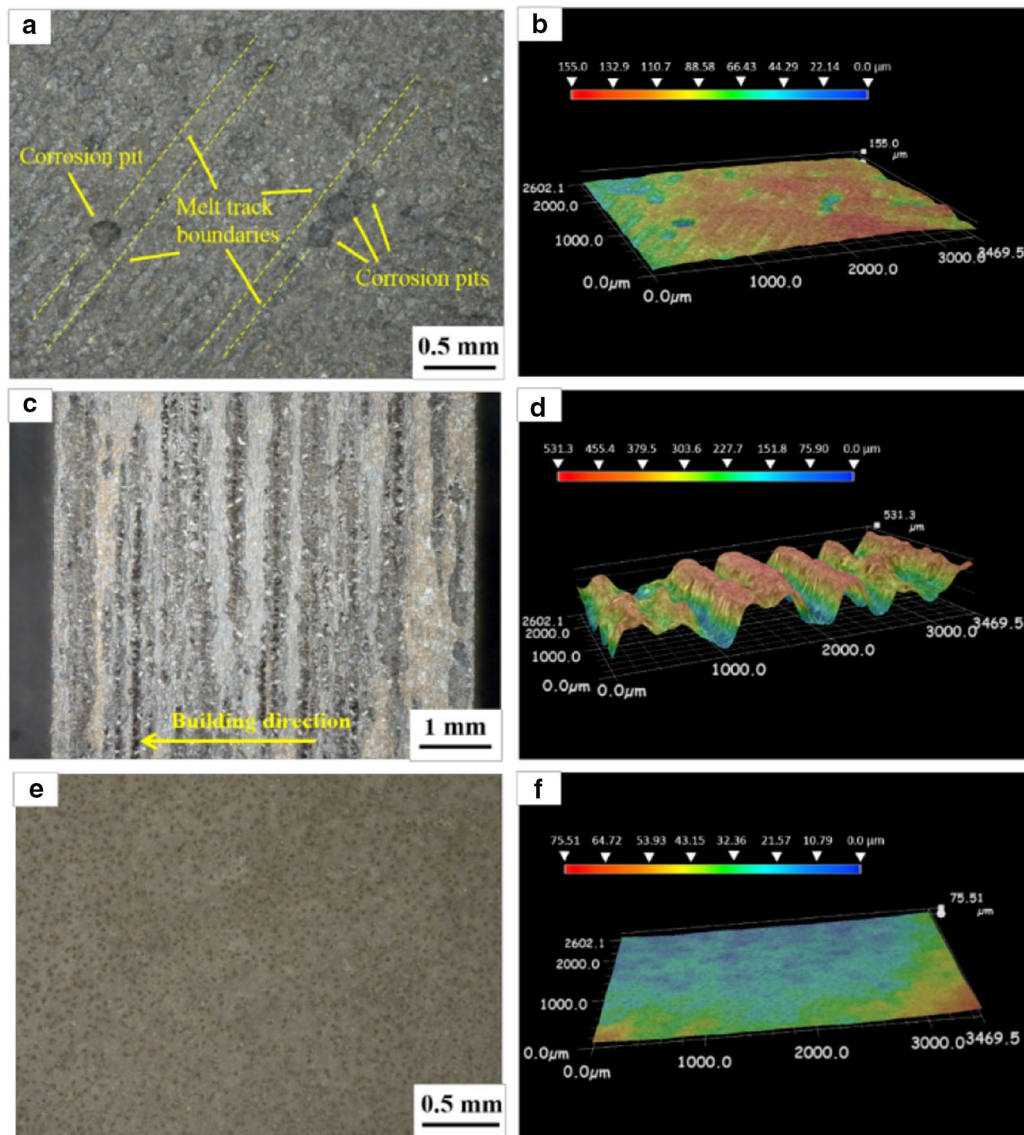 a
Corrosion pit
Melt track
boundaries
Corrosion pits
0.5 mm
b
155.0 132.9 110.7 88.58 66.43 44.29 22.14 0.0 μm
155.0
μm
2602.1
2000.0
1000.0
0.0μm
0.0μm
1000.0
2000.0
3000.0
3469.5
c
Building direction
1 mm
d
531.3 455.4 379.5 303.6 227.7 151.8 75.90 0.0 μm
531.3
μm
2602.1
2000.0
1000.0
0.0μm
0.0μm
1000.0
2000.0
3000.0
3469.5
e
0.5 mm
f
75.51 64.72 53.93 43.15 32.36 21.57 10.79 0.0 μm
75.51
μm
2602.1
2000.0
1000.0
0.0μm
0.0μm
1000.0
2000.0
3000.0
3469.5